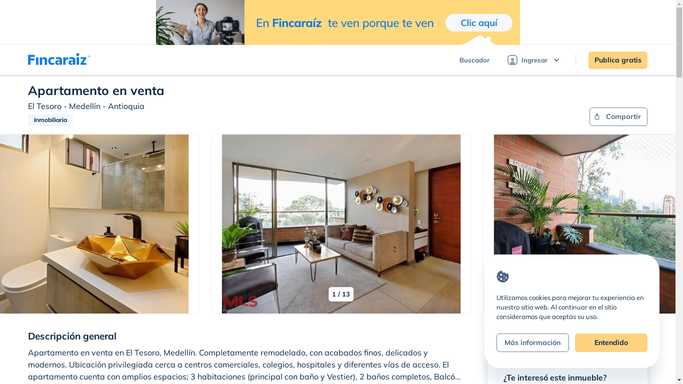 En Fincaraíz te ven porque te ven
Clic aquí
Fincaraíz
Buscador
Ingresar
Publica gratis
Apartamento en venta
El Tesoro - Medellín - Antioquia
Inmobiliaria
Compartir
MLS
1 / 13
Utilizamos cookies para mejorar tu experiencia en
nuestro sitio web. Al continuar en el sitio
consideramos que aceptas su uso.
Más información
Entendido
Descripción general
Apartamento en venta en El Tesoro, Medellín. Completamente remodelado, con acabados finos, delicados y
modernos. Ubicación privilegiada cerca a centros comerciales, colegios, hospitales y diferentes vías de acceso. El
apartamento cuenta con amplios espacios; 3 habitaciones (principal con baño y Vestier), 2 baños completos, Balcó...
¿Te interesó este inmueble?